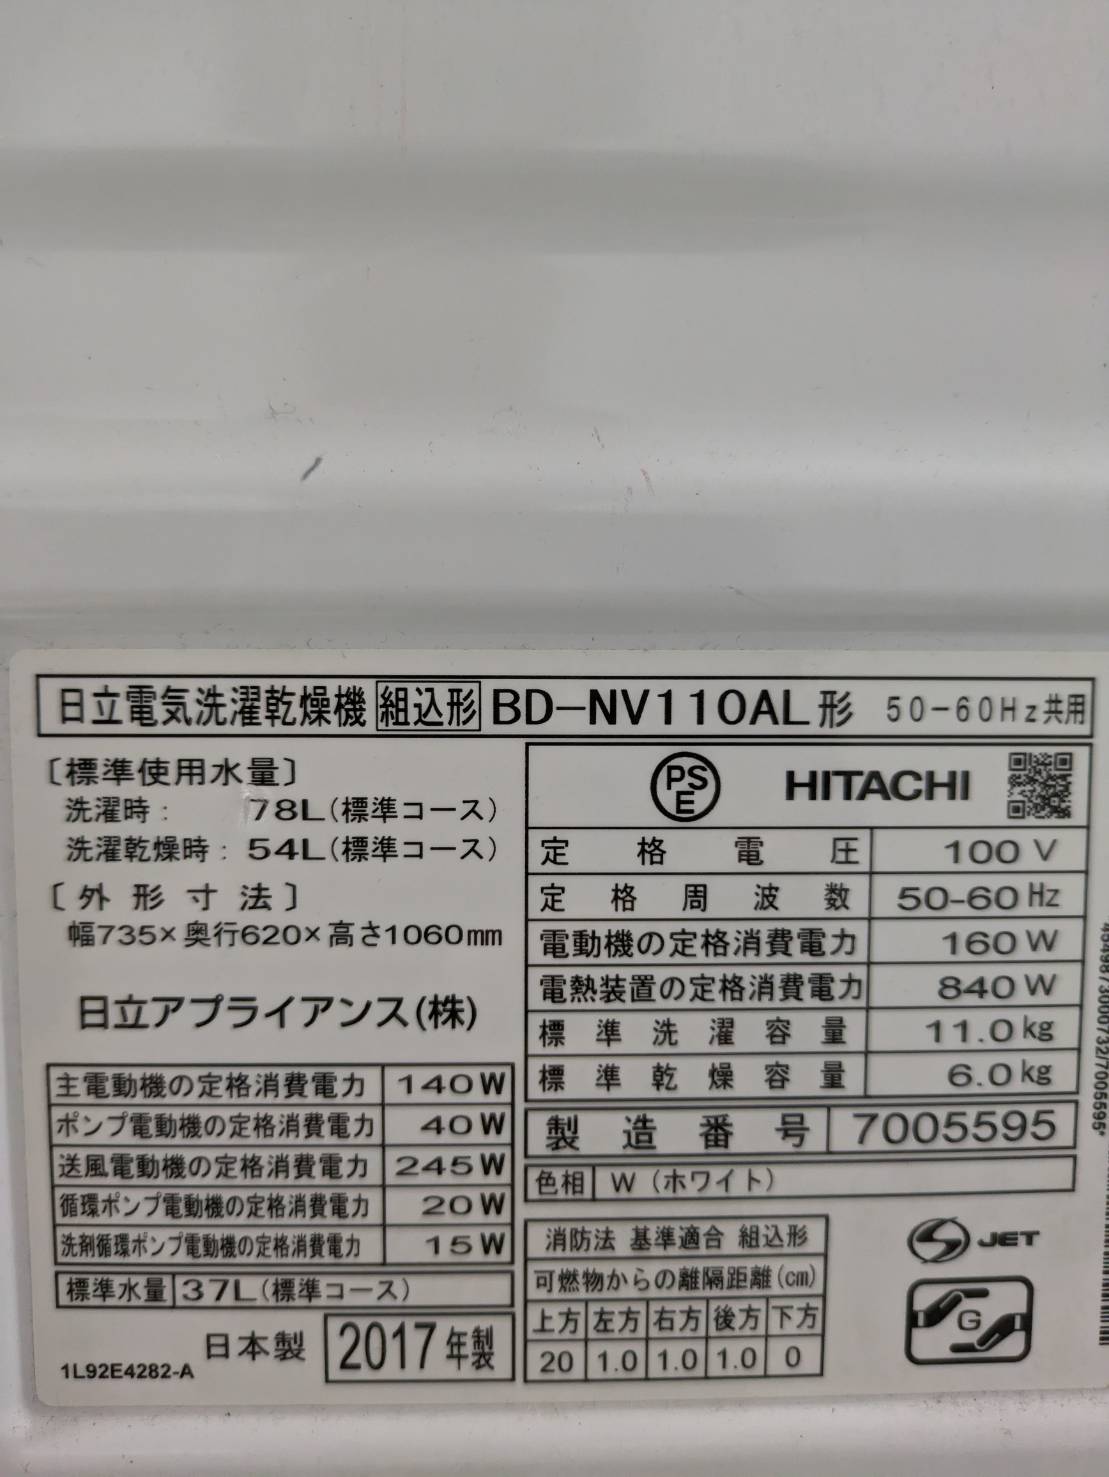 日立電気洗濯乾燥機 組込形 BD-NV110AL形 50-60Hz共用
〔標準使用水量〕
洗濯時： 78L(標準コース)
洗濯乾燥時：54L(標準コース)
〔外形寸法〕
幅735×奥行620×高さ1060mm
日立アプライアンス(株)
主電動機の定格消費電力 140W
ポンプ電動機の定格消費電力 40W
送風電動機の定格消費電力 245W
循環ポンプ電動機の定格消費電力 20W
洗剤循環ポンプ電動機の定格消費電力 15W
標準水量 37L(標準コース)
日本製 2017年製
1L92E4282-A
PSE HITACHI
定格電圧 100V
定格周波数 50-60Hz
電動機の定格消費電力 160W
電熱装置の定格消費電力 840W
標準洗濯容量 11.0kg
標準乾燥容量 6.0kg
製造番号 7005595
色相 W（ホワイト）
消防法 基準適合 組込形
可燃物からの離隔距離(cm)
上方 左方 右方 後方 下方
20 1.0 1.0 1.0 0
S JET
G